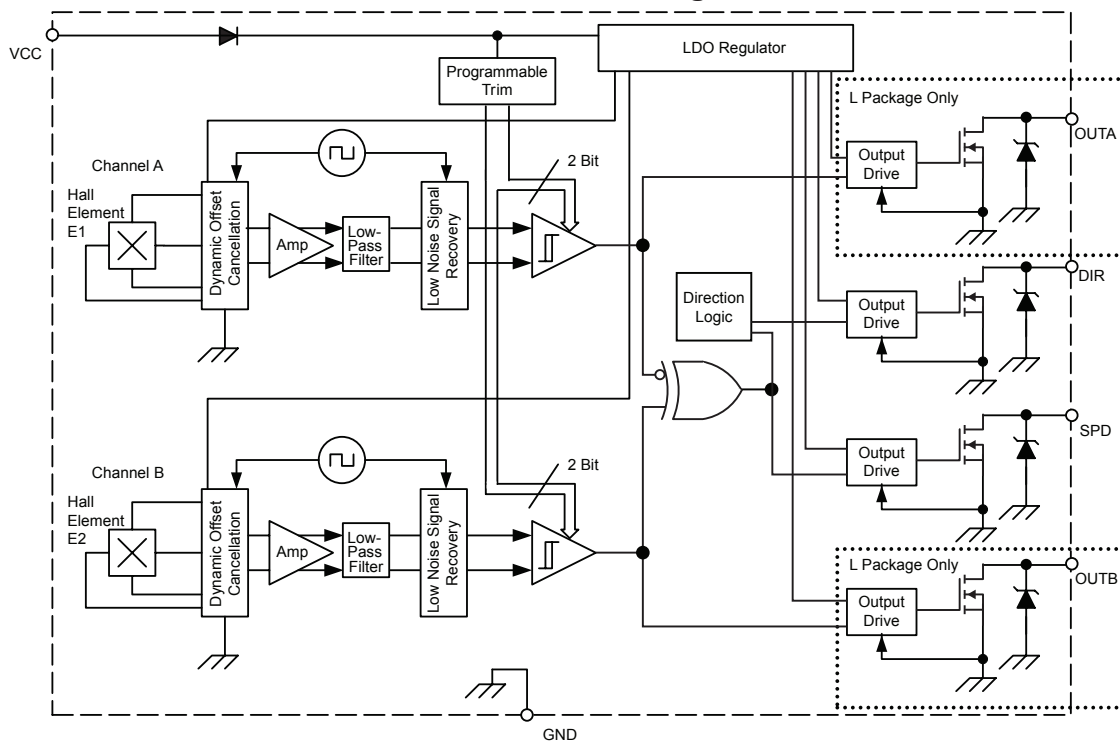 VCC
LDO Regulator
Programmable
Trim
L Package Only
OUTA
Output
Drive
Channel A
2 Bit
Hall
Element
E1
Dynamic Offset
Cancellation
Amp
Low-
Pass
Filter
Low Noise Signal
Recovery
DIR
Direction
Logic
Output
Drive
SPD
Output
Drive
Channel B
2 Bit
Hall
Element
E2
Dynamic Offset
Cancellation
Amp
Low-
Pass
Filter
Low Noise Signal
Recovery
L Package Only
OUTB
Output
Drive
GND